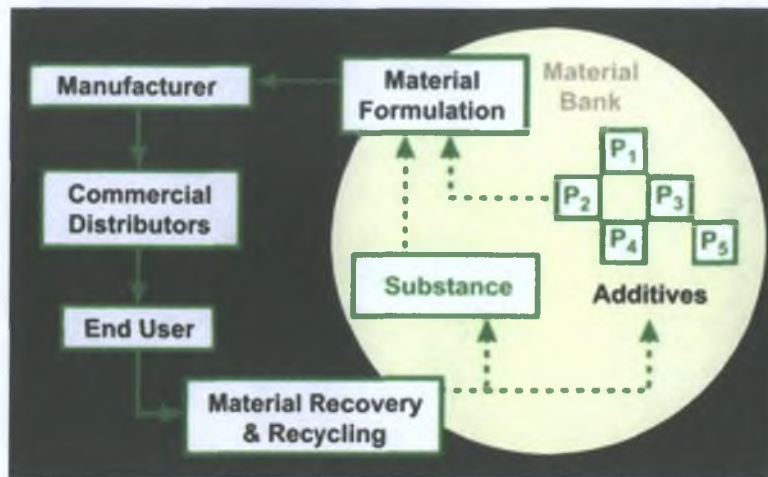 Manufacturer
Material
Formulation
Material
Bank
P₁
P₂
P₃
P₄
P₅
Commercial
Distributors
Substance
Additives
End User
Material Recovery
& Recycling